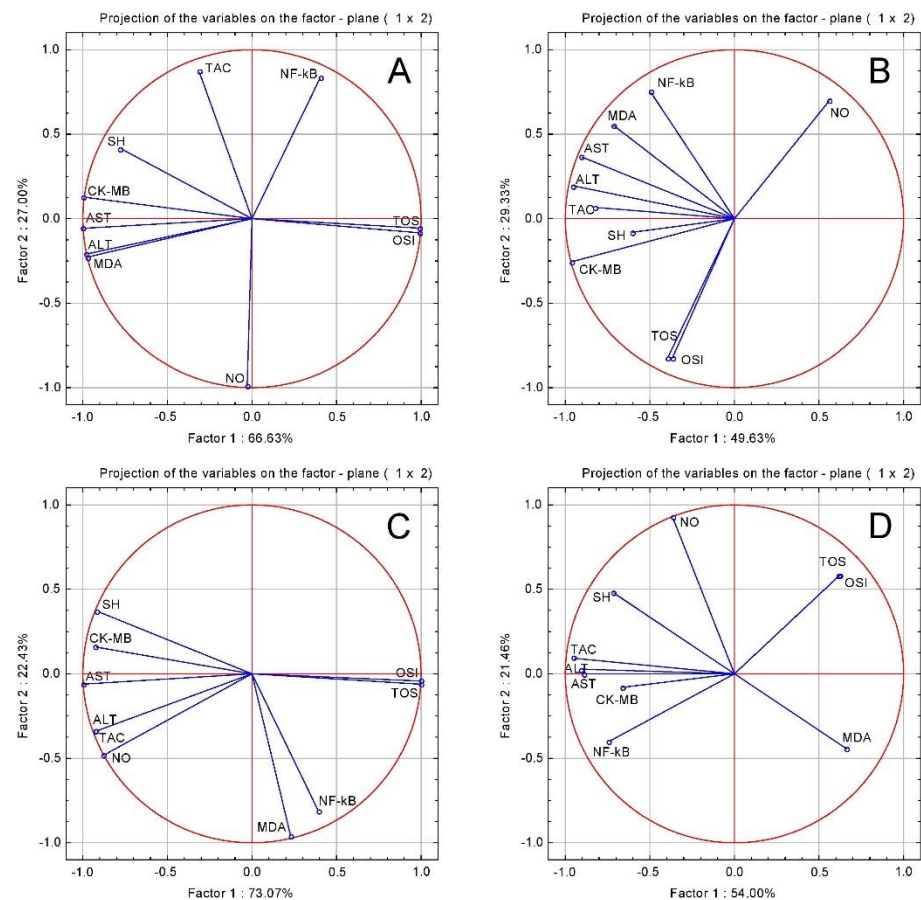 Projection of the variables on the factor - plane ( 1 x 2)
A
1.0
0.5
0.0
-0.5
-1.0
Factor 2 : 27.00%
TAC
NF-kB
SH
CK-MB
AST
ALT
MDA
TOS
OSI
NO
-1.0 -0.5 0.0 0.5 1.0
Factor 1 : 66.63%
Projection of the variables on the factor - plane ( 1 x 2)
B
1.0
0.5
0.0
-0.5
-1.0
Factor 2 : 29.33%
NF-kB
NO
MDA
AST
ALT
TAC
SH
CK-MB
TOS
OSI
-1.0 -0.5 0.0 0.5 1.0
Factor 1 : 49.63%
Projection of the variables on the factor - plane ( 1 x 2)
C
1.0
0.5
0.0
-0.5
-1.0
Factor 2 : 22.43%
SH
CK-MB
AST
OSI
TOS
ALT
TAC
NO
NF-kB
MDA
-1.0 -0.5 0.0 0.5 1.0
Factor 1 : 73.07%
Projection of the variables on the factor - plane ( 1 x 2)
D
1.0
0.5
0.0
-0.5
-1.0
Factor 2 : 21.46%
NO
TOS
OSI
SH
TAC
ALT
AST
CK-MB
NF-kB
MDA
-1.0 -0.5 0.0 0.5 1.0
Factor 1 : 54.00%